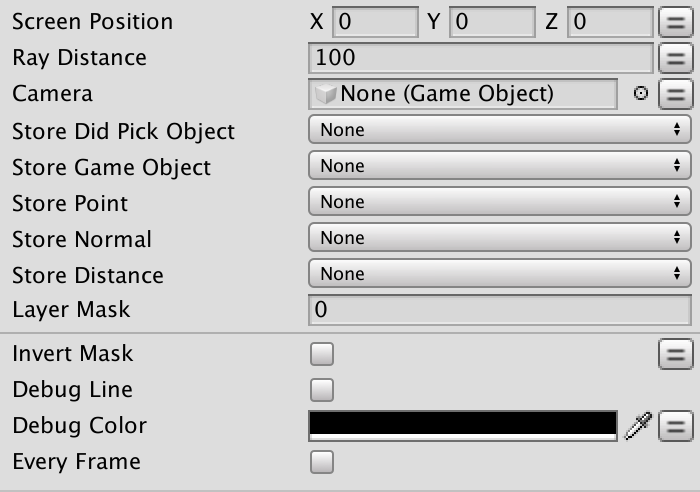 Screen Position X 0 Y 0 Z 0
Ray Distance 100
Camera None (Game Object)
Store Did Pick Object None
Store Game Object None
Store Point None
Store Normal None
Store Distance None
Layer Mask 0
Invert Mask
Debug Line
Debug Color
Every Frame